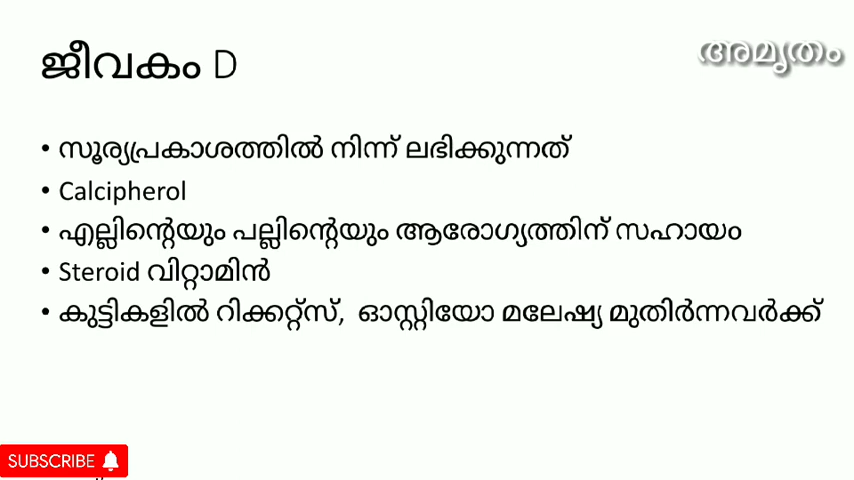 ജീവകം D
അമൃതം
• സൂര്യപ്രകാശത്തിൽ നിന്ന് ലഭിക്കുന്നത്
• Calcipherol
• എല്ലിന്റെയും പല്ലിന്റെയും ആരോഗ്യത്തിന് സഹായം
• Steroid വിറ്റാമിൻ
• കുട്ടികളിൽ റിക്കറ്റ്സ്, ഓസ്റ്റിയോ മലേഷ്യ മുതിർന്നവർക്ക്
SUBSCRIBE